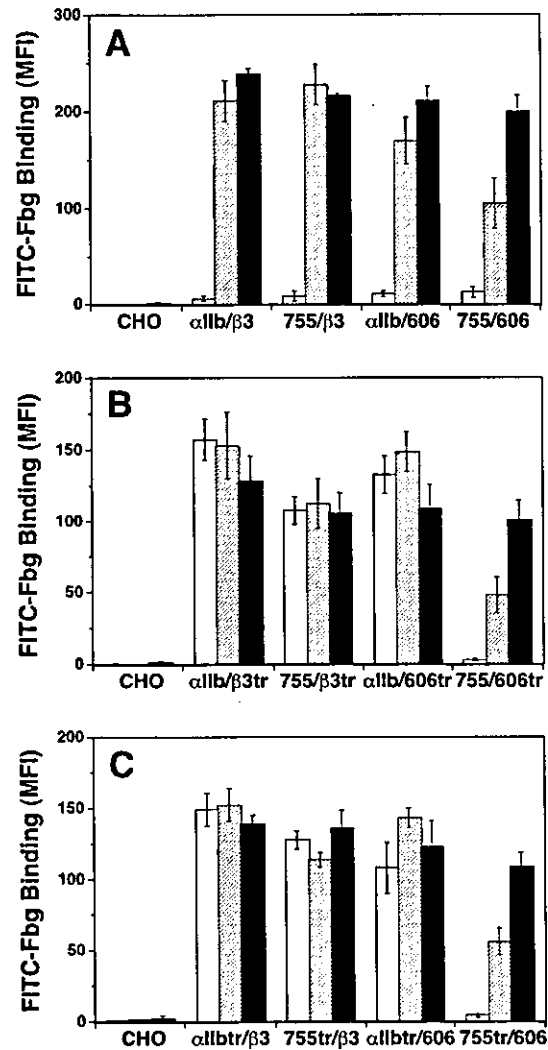 A
FITC-Fbg Binding (MFI)
300
200
100
0
CHO αIIb/β3 755/β3 αIIb/606 755/606
B
FITC-Fbg Binding (MFI)
200
150
100
50
0
CHO αIIb/β3tr 755/β3tr αIIb/606tr 755/606tr
C
FITC-Fbg Binding (MFI)
200
150
100
50
0
CHO αIIbtr/β3 755tr/β3 αIIbtr/606 755tr/606